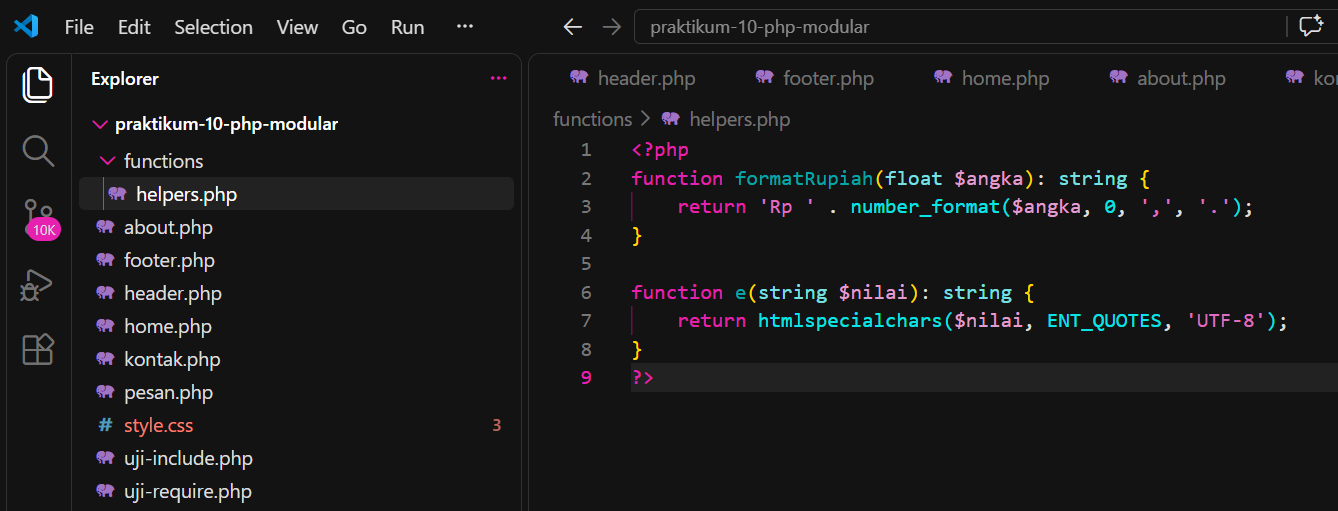 File Edit Selection View Go Run ···
praktikum-10-php-modular
Explorer ···
praktikum-10-php-modular
functions
helpers.php
about.php
footer.php
header.php
home.php
kontak.php
pesan.php
# style.css 3
uji-include.php
uji-require.php
10K
header.php footer.php home.php about.php
functions > helpers.php
1 <?php
2 function formatRupiah(float $angka): string {
3 return 'Rp ' . number_format($angka, 0, ',', '.');
4 }
5
6 function e(string $nilai): string {
7 return htmlspecialchars($nilai, ENT_QUOTES, 'UTF-8');
8 }
9 ?>